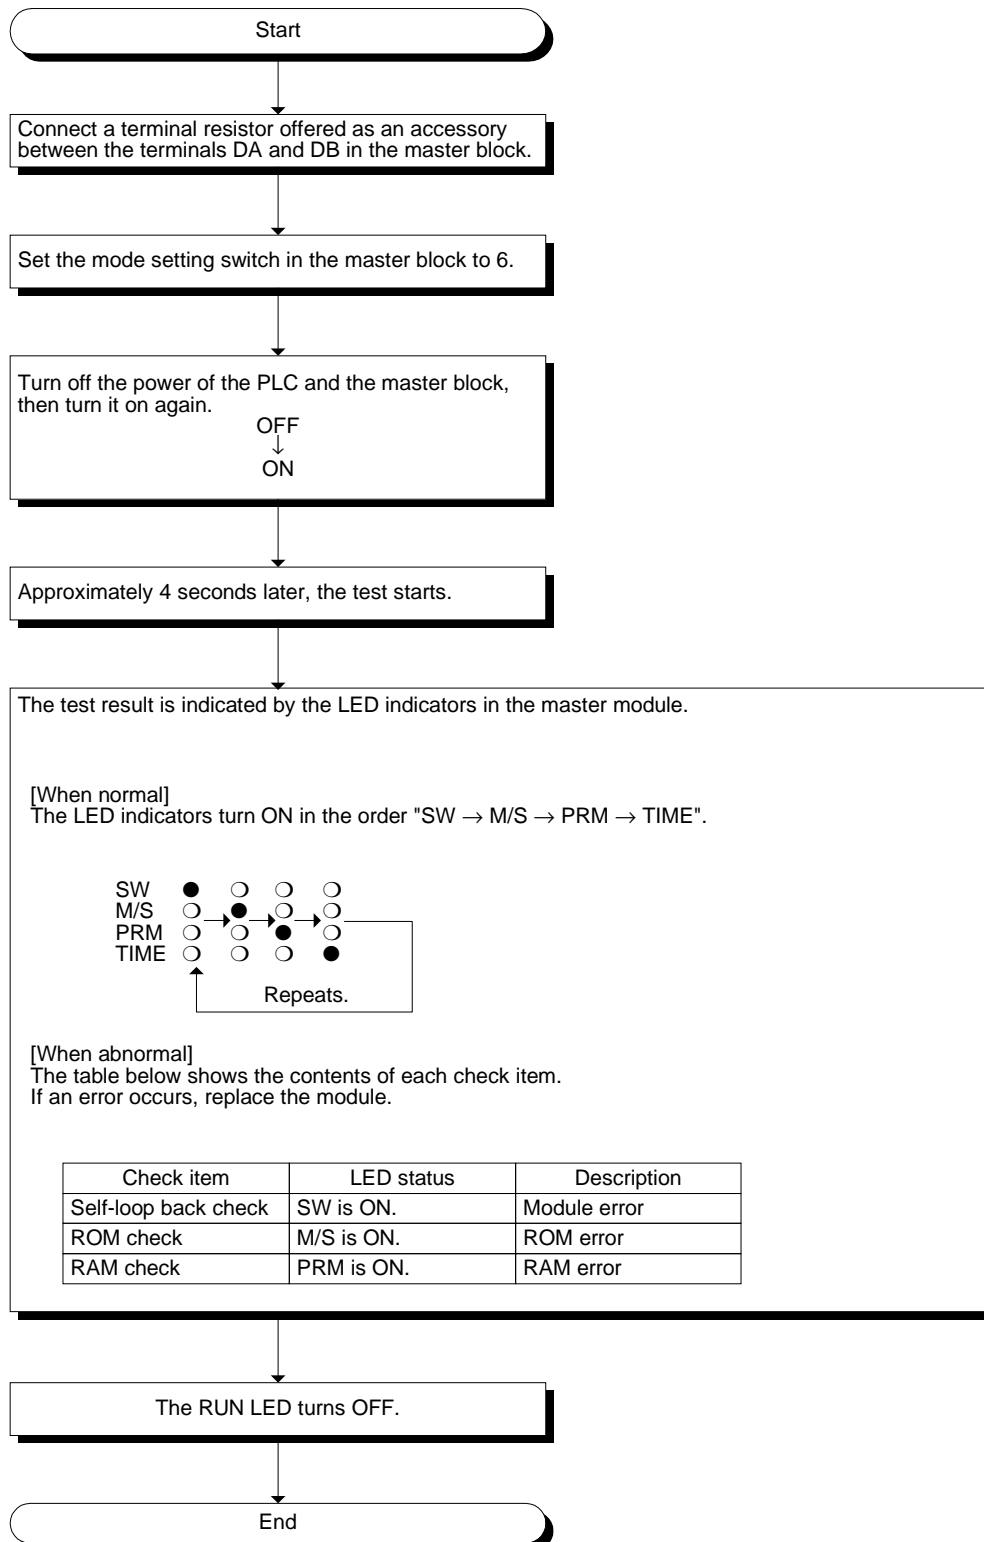 Start
Connect a terminal resistor offered as an accessory
between the terminals DA and DB in the master block.
Set the mode setting switch in the master block to 6.
Turn off the power of the PLC and the master block,
then turn it on again.
OFF
↓
ON
Approximately 4 seconds later, the test starts.
The test result is indicated by the LED indicators in the master module.
[When normal]
The LED indicators turn ON in the order "SW → M/S → PRM → TIME".
SW
M/S
PRM
TIME
Repeats.
[When abnormal]
The table below shows the contents of each check item.
If an error occurs, replace the module.
Check item LED status Description
Self-loop back check SW is ON. Module error
ROM check M/S is ON. ROM error
RAM check PRM is ON. RAM error
The RUN LED turns OFF.
End